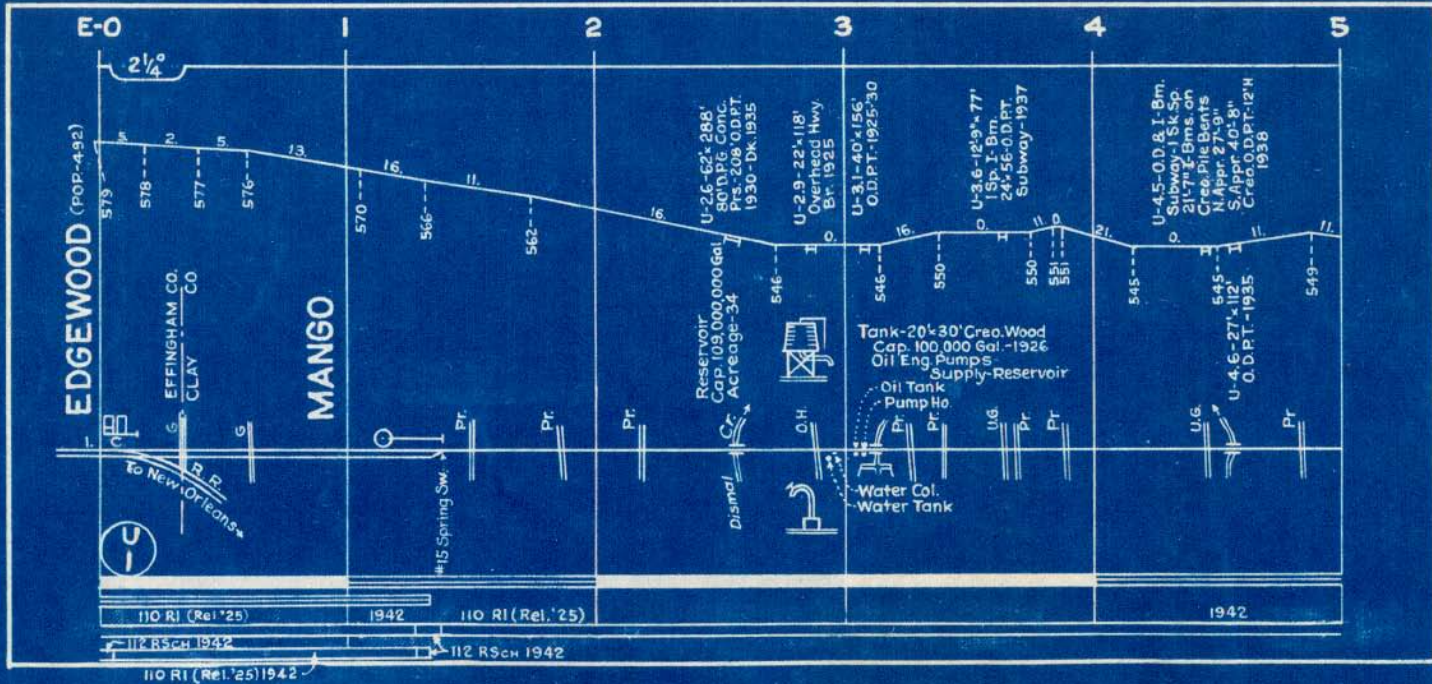 E-0
1
2
3
4
5
2¼°
5.
2.
5.
13.
16.
11.
16.
0.
16.
0.
11.
0
21.
0.
11.
11.
579
578
577
576
570
566
562
546
546
550
550
551
551
545
545
549
U-2.6-62'x 288'
80' D.P.G. Conc.
Prs.-208' O.D.P.T.
1930-Dk.1935
U-2.9-22'x 118'
Overhead Hwy.
Br. 1925
U-3.1-40'x 156'
O.D.P.T.-1925-'30
U-3.6-12'-9"x 77'
1 Sp. I-Bm.
24'x 56-O.D.P.T.
Subway-1937
U-4.5-O.D & I-Bm.
Subway-1 Sk.Sp.
21'-7" I-Bms. on
Creo. Pile Bents
N. Appr. 27'-9"
S. Appr. 40'-8"
Creo. O.D.P.T.-12'H
1938
U-4.6-27'x 112'
O.D.P.T.-1935
EDGEWOOD (POP-4-92)
EFFINGHAM CO.
CLAY CO
MANGO
Reservoir
Cap. 109,000,000 Gal.
Acreage-34
Tank-20'x 30' Creo. Wood
Cap. 100,000 Gal.-1926
Oil Eng. Pumps
Supply-Reservoir
Oil Tank
Pump Ho.
1.
C
G
G
R. R.
To New Orleans
#15 Spring Sw.
Pr.
Pr.
Pr.
Dismal Cr.
O.H.
Pr.
Pr.
U.G.
Pr.
U.G.
Pr.
Water Col.
Water Tank
U
1
110 RI (Rel.'25)
1942
110 RI (Rel.'25)
1942
112 RSCH 1942
112 RSCH 1942
110 RI (Rel.'25) 1942